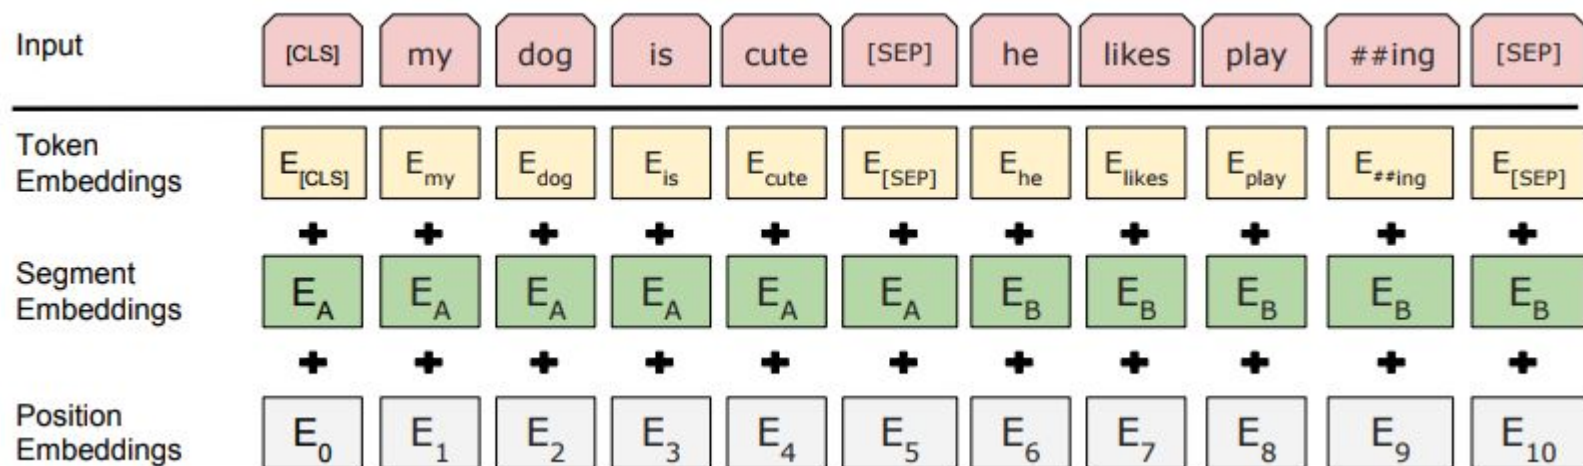 Input [CLS] my dog is cute [SEP] he likes play ##ing [SEP]
Token
Embeddings
E[CLS] Emy Edog Eis Ecute E[SEP] Ehe Elikes Eplay E##ing E[SEP]
+ + + + + + + + + + +
Segment
Embeddings
EA EA EA EA EA EA EB EB EB EB EB
+ + + + + + + + + + +
Position
Embeddings
E0 E1 E2 E3 E4 E5 E6 E7 E8 E9 E10